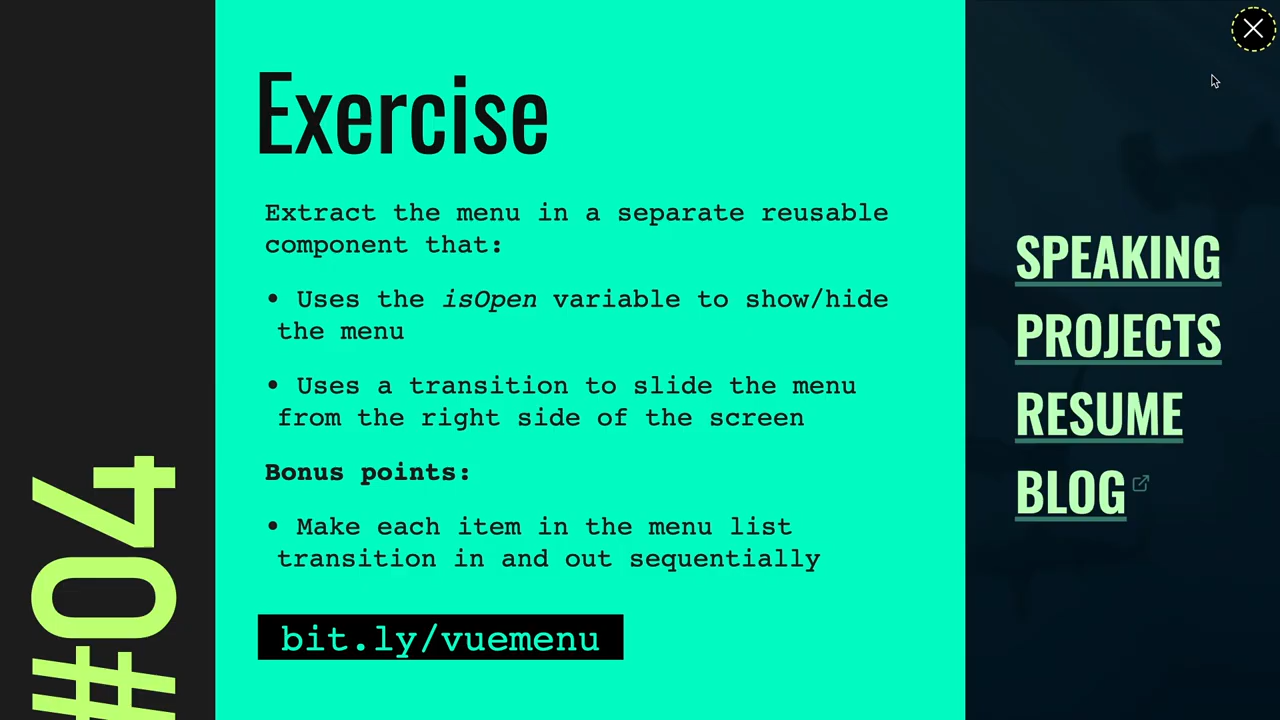 #04
Exercise
Extract the menu in a separate reusable
component that:
• Uses the isOpen variable to show/hide
the menu
• Uses a transition to slide the menu
from the right side of the screen
Bonus points:
• Make each item in the menu list
transition in and out sequentially
bit.ly/vuemenu
SPEAKING
PROJECTS
RESUME
BLOG